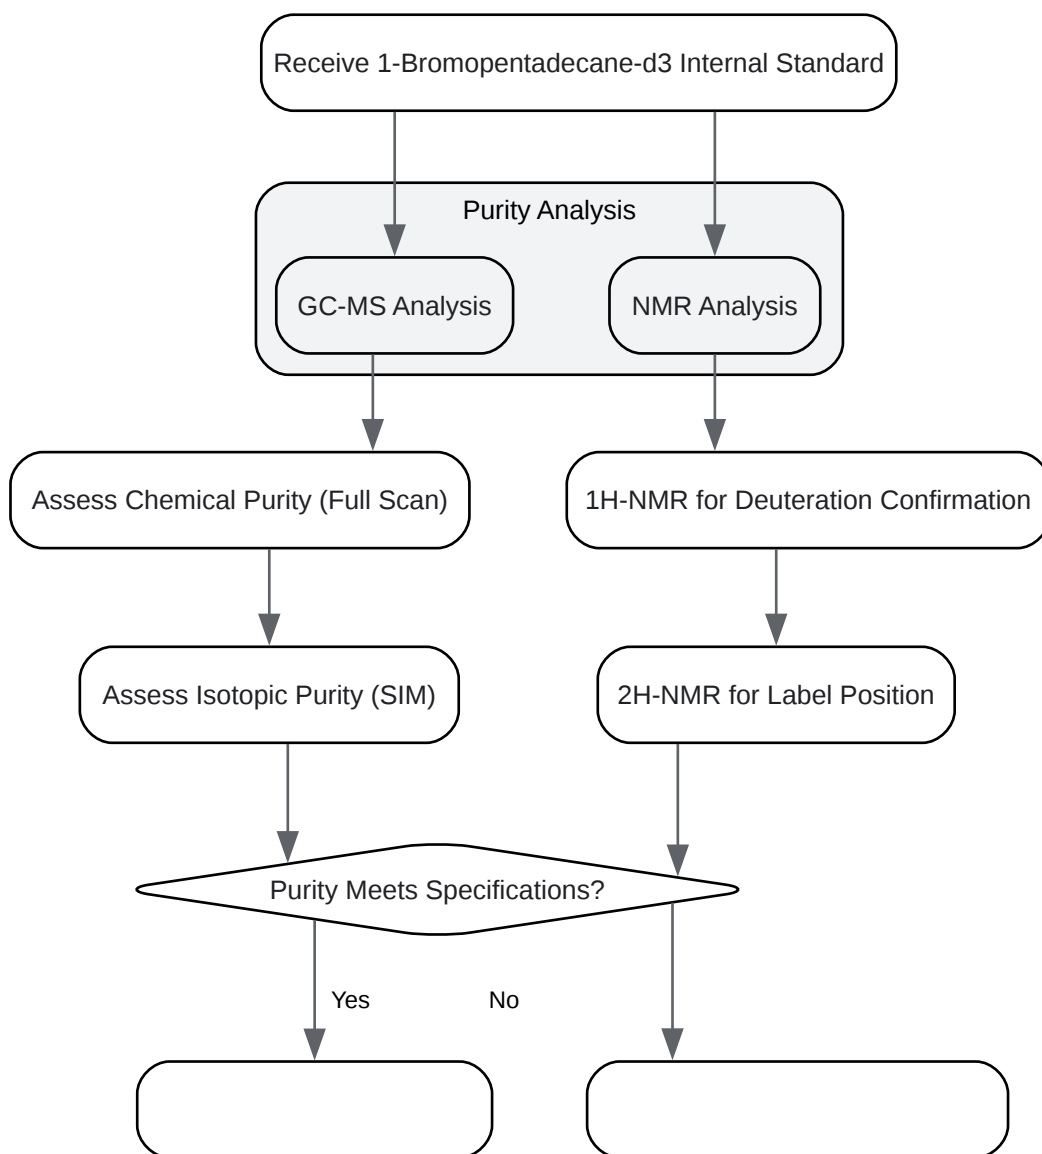 Receive 1-Bromopentadecane-d3 Internal Standard
Purity Analysis
GC-MS Analysis
NMR Analysis
Assess Chemical Purity (Full Scan)
1H-NMR for Deuteration Confirmation
Assess Isotopic Purity (SIM)
2H-NMR for Label Position
Purity Meets Specifications?
Yes
No